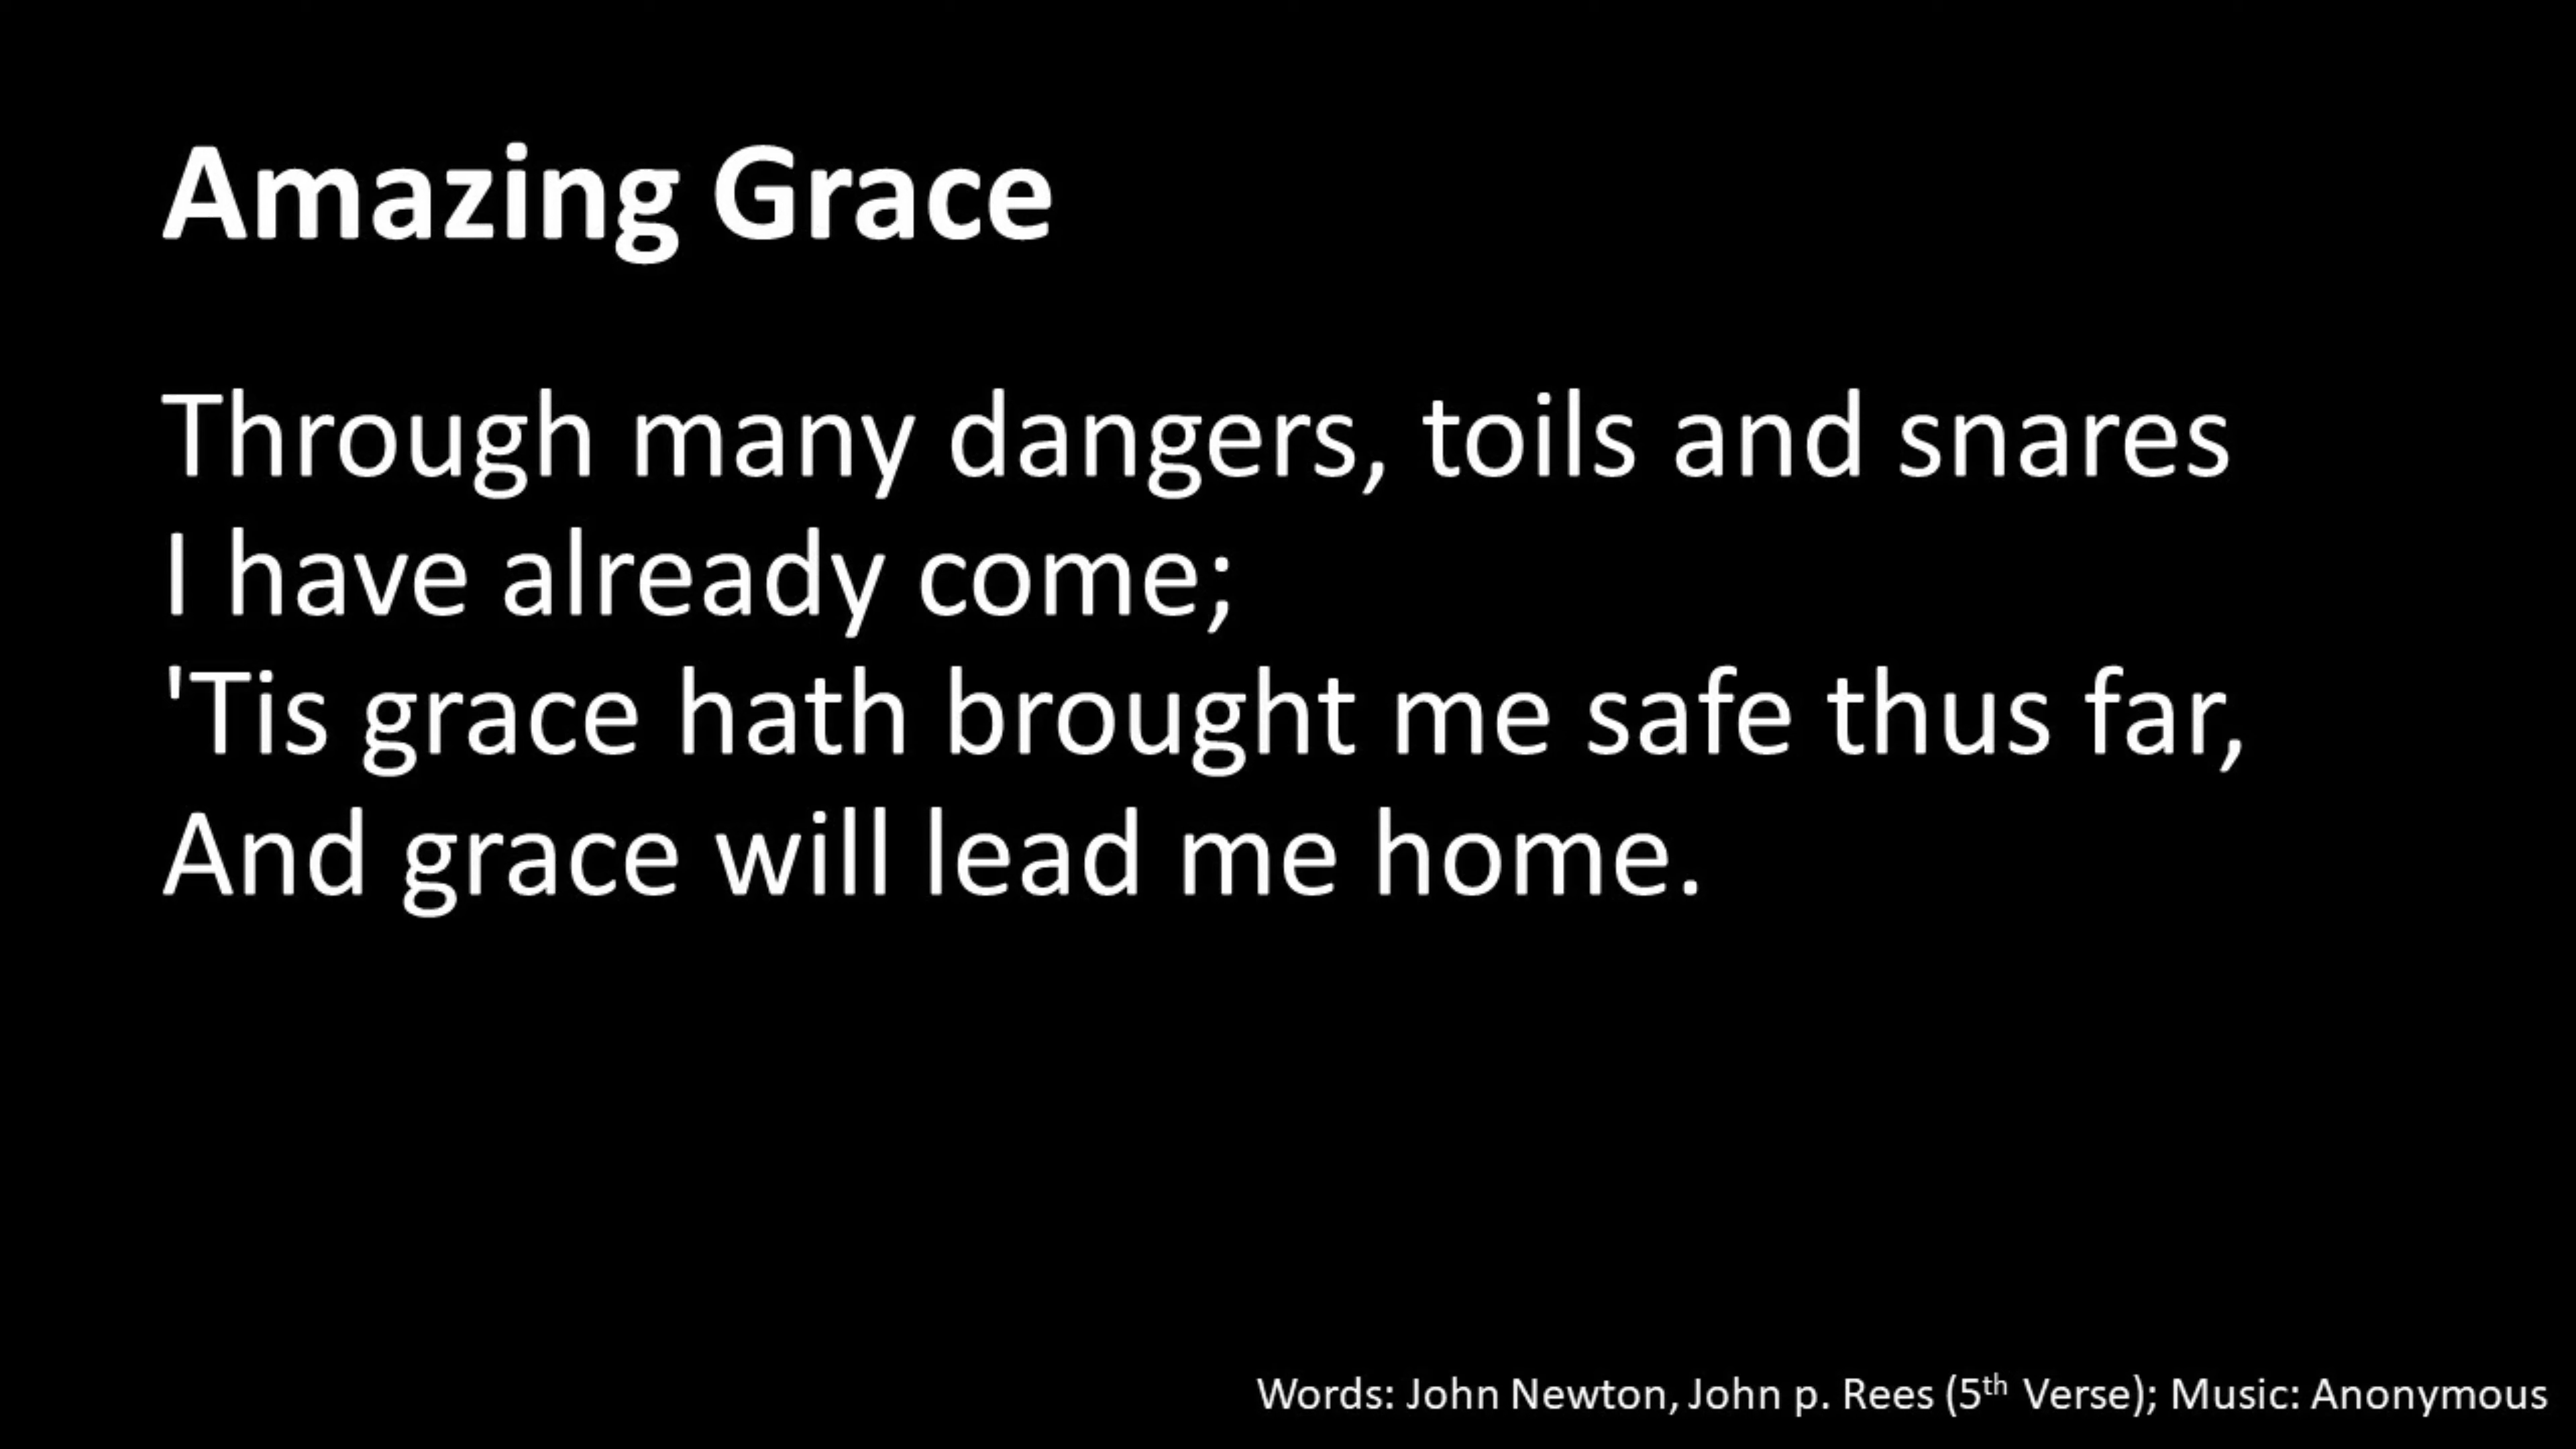 Amazing Grace
Through many dangers, toils and snares
I have already come;
'Tis grace hath brought me safe thus far,
And grace will lead me home.
Words: John Newton, John p. Rees (5th Verse); Music: Anonymous